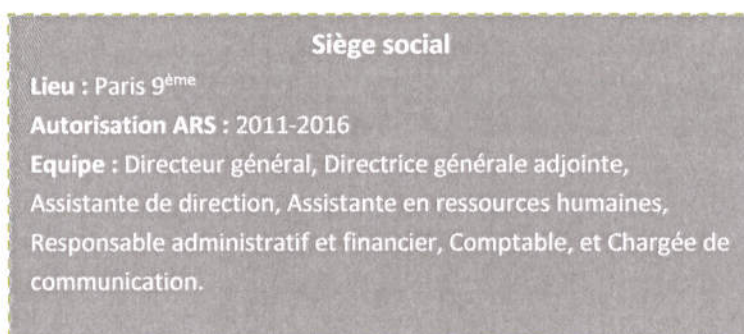 Siège social
Lieu : Paris 9ème
Autorisation ARS : 2011-2016
Equipe : Directeur général, Directrice générale adjointe,
Assistante de direction, Assistante en ressources humaines,
Responsable administratif et financier, Comptable, et Chargée de
communication.